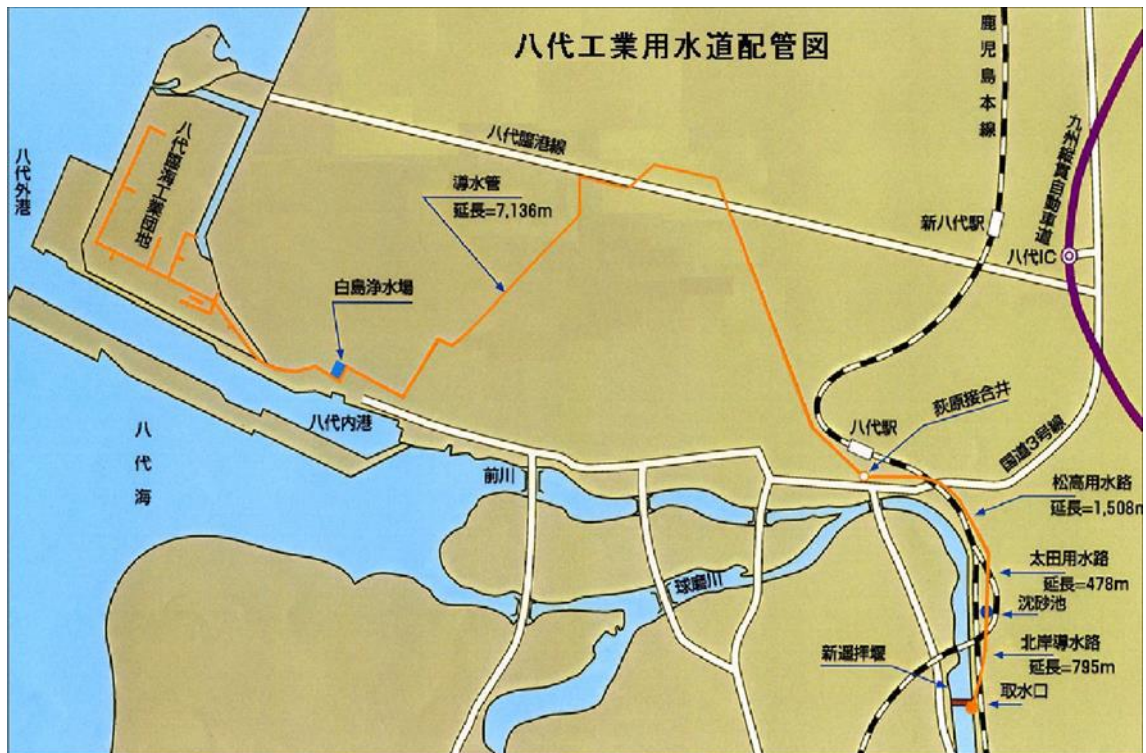 八代工業用水道配管図
鹿児島本線
九州縦貫自動車道
八代臨港線
八代臨海工業団地
八代外港
導水管
延長=7,136m
新八代駅
八代IC
白島浄水場
荻原接合井
八代内港
八代駅
国道3号線
八代海
前川
松高用水路
延長=1,508m
太田用水路
延長=478m
球磨川
沈砂池
新遥拝堰
北岸導水路
延長=795m
取水口